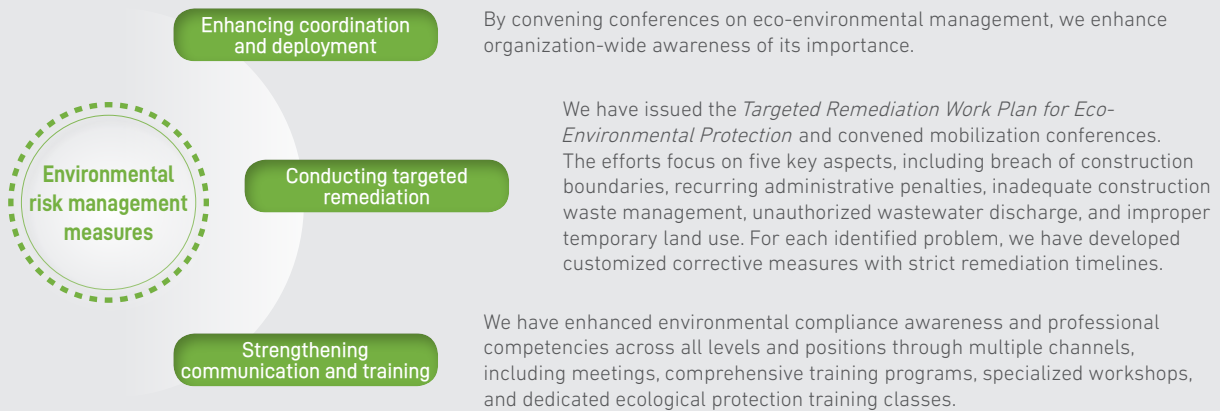 Environmental
risk management
measures
Enhancing coordination
and deployment
By convening conferences on eco-environmental management, we enhance
organization-wide awareness of its importance.
Conducting targeted
remediation
We have issued the Targeted Remediation Work Plan for Eco-
Environmental Protection and convened mobilization conferences.
The efforts focus on five key aspects, including breach of construction
boundaries, recurring administrative penalties, inadequate construction
waste management, unauthorized wastewater discharge, and improper
temporary land use. For each identified problem, we have developed
customized corrective measures with strict remediation timelines.
Strengthening
communication and training
We have enhanced environmental compliance awareness and professional
competencies across all levels and positions through multiple channels,
including meetings, comprehensive training programs, specialized workshops,
and dedicated ecological protection training classes.